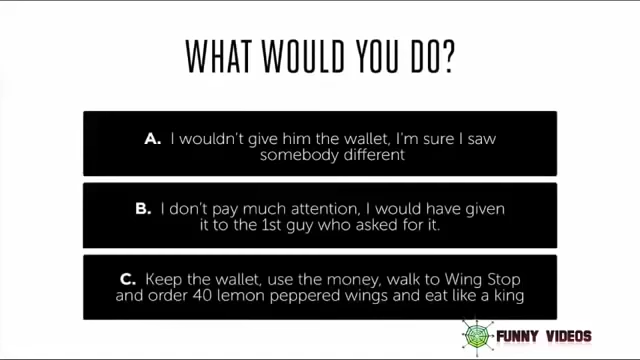 WHAT WOULD YOU DO?
A. I wouldn't give him the wallet, I'm sure I saw
somebody different
B. I don't pay much attention, I would have given
it to the 1st guy who asked for it.
C. Keep the wallet, use the money, walk to Wing Stop
and order 40 lemon peppered wings and eat like a king
FUNNY VIDEOS